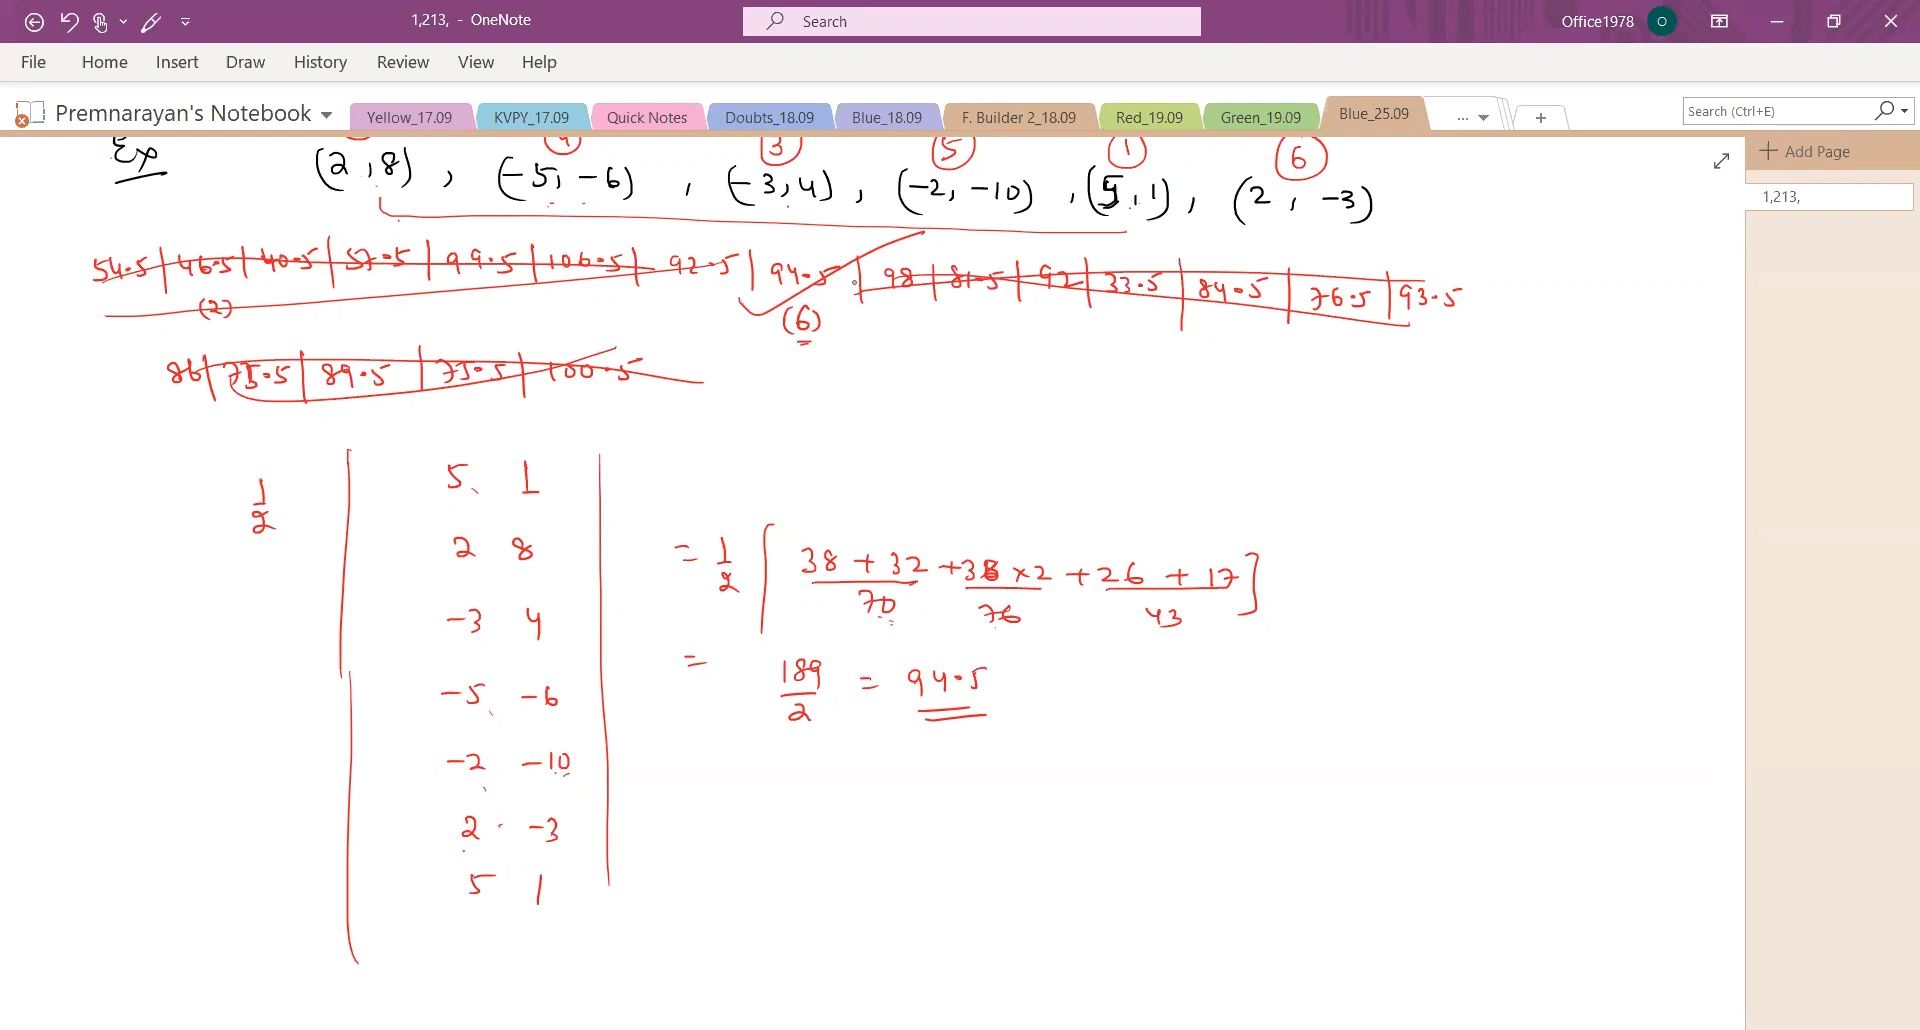 1,213, - OneNote
Search
Office1978
O
File Home Insert Draw History Review View Help
Premnarayan's Notebook
Yellow_17.09 KVPY_17.09 Quick Notes Doubts_18.09 Blue_18.09 F. Builder 2_18.09 Red_19.09 Green_19.09 Blue_25.09 ... +
Search (Ctrl+E)
Add Page
1,213,
4 3 5 1 6
Exp (2, 8), (-5, -6), (-3, 4), (-2, -10), (5, 1), (2, -3)
54.5 | 46.5 | 40.5 | 57.5 | 99.5 | 106.5 | 92.5 | 94.5 | 98 | 81.5 | 92 | 33.5 | 84.5 | 76.5 | 93.5
(2) (6)
86 | 75.5 | 89.5 | 75.5 | 100.5
1/2
5 1
2 8
-3 4
-5 -6
-2 -10
2 -3
5 1
= 1/2 [38 + 32 + 38 × 2 + 26 + 17]
70 76 43
= 189/2 = 94.5